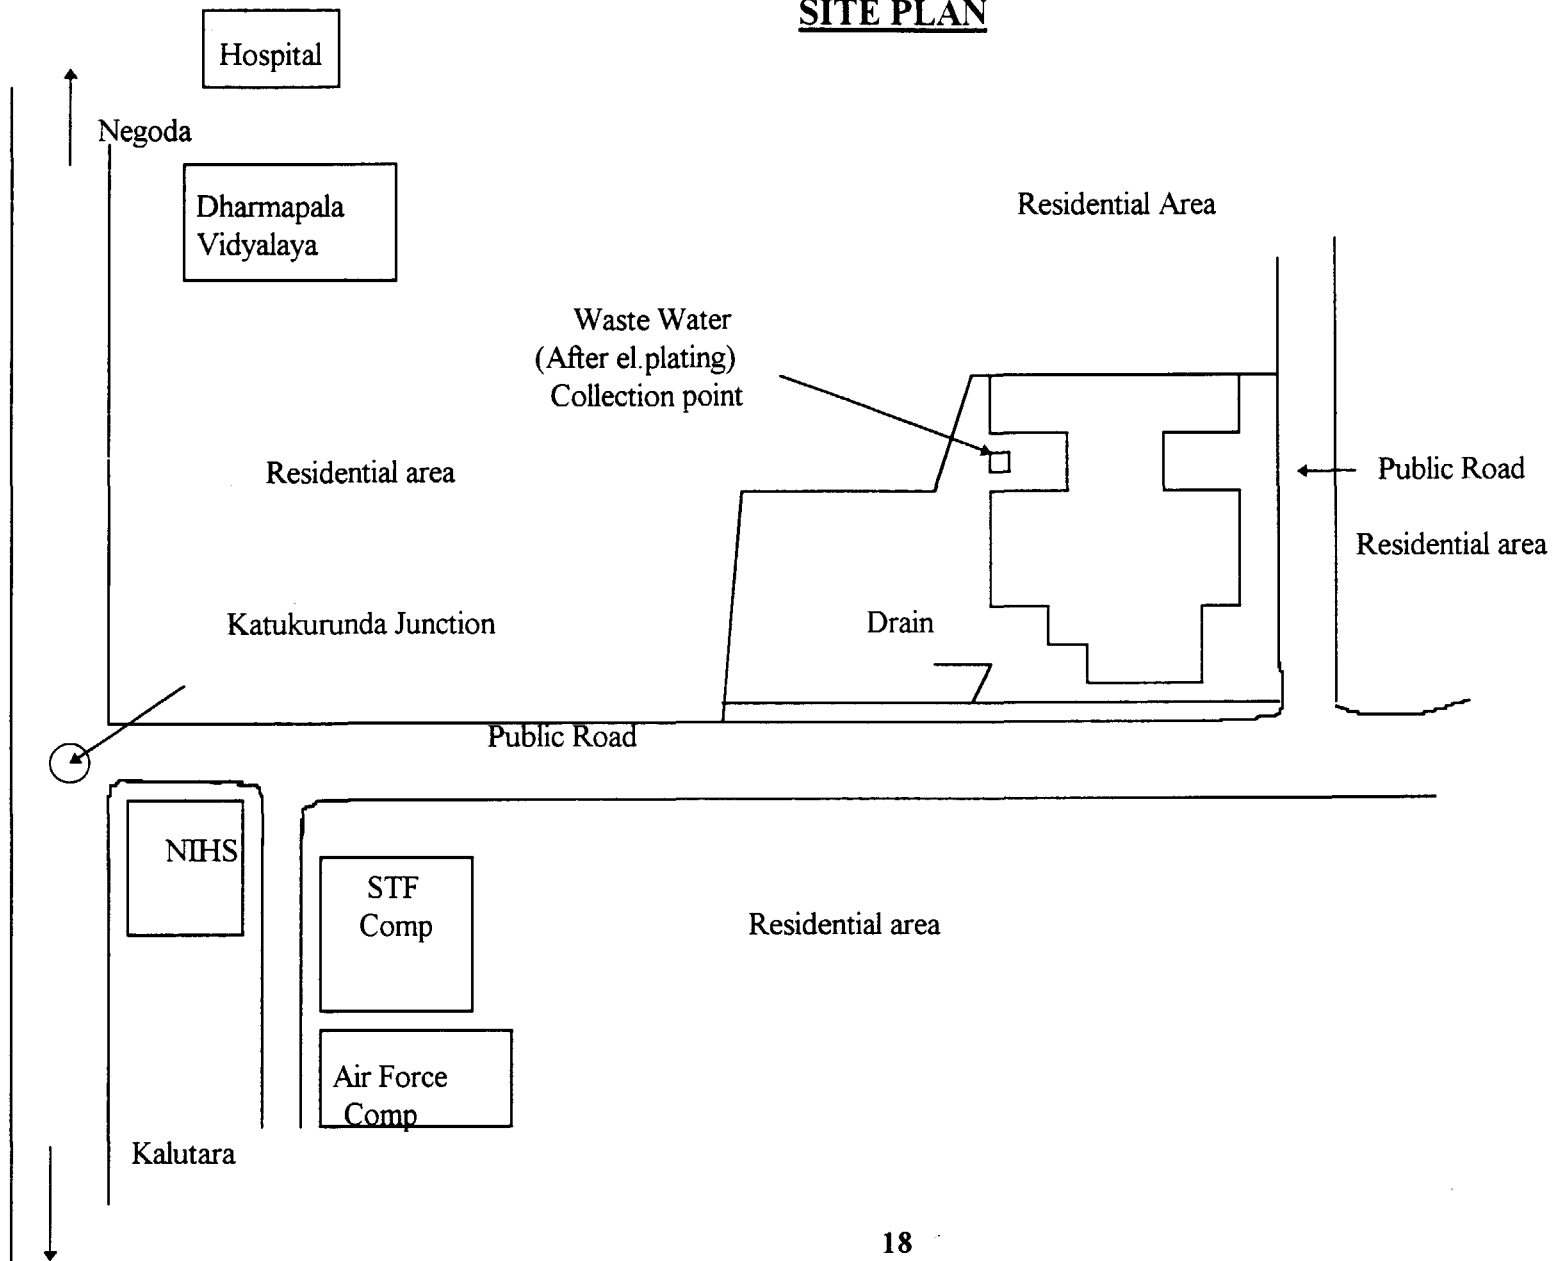 SITE PLAN
Hospital
Negoda
Dharmapala
Vidyalaya
Residential Area
Waste Water
(After el.plating)
Collection point
Residential area
Public Road
Residential area
Katukurunda Junction
Drain
Public Road
NIHS
STF
Comp
Residential area
Air Force
Comp
Kalutara
18